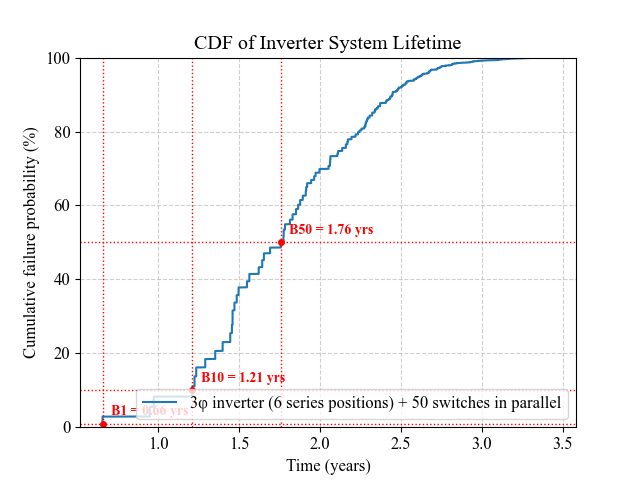 CDF of Inverter System Lifetime
Cumulative failure probability (%)
100
80
60
40
20
0
B50 = 1.76 yrs
B10 = 1.21 yrs
B1 = 0.66 yrs
3φ inverter (6 series positions) + 50 switches in parallel
1.0 1.5 2.0 2.5 3.0 3.5
Time (years)